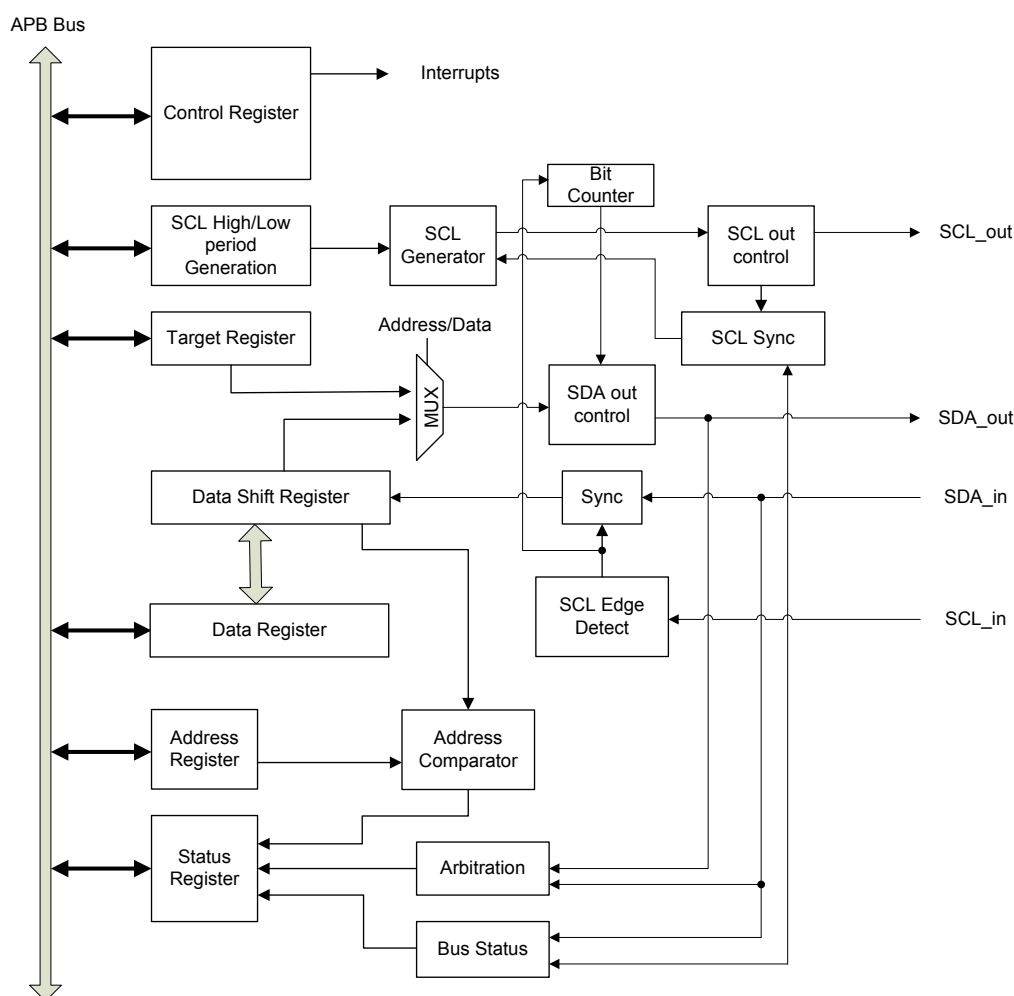 APB Bus
Control Register
Interrupts
Bit
Counter
SCL High/Low
period
Generation
SCL
Generator
SCL out
control
SCL_out
Target Register
Address/Data
SCL Sync
MUX
SDA out
control
SDA_out
Data Shift Register
Sync
SDA_in
SCL Edge
Detect
SCL_in
Data Register
Address
Register
Address
Comparator
Status
Register
Arbitration
Bus Status